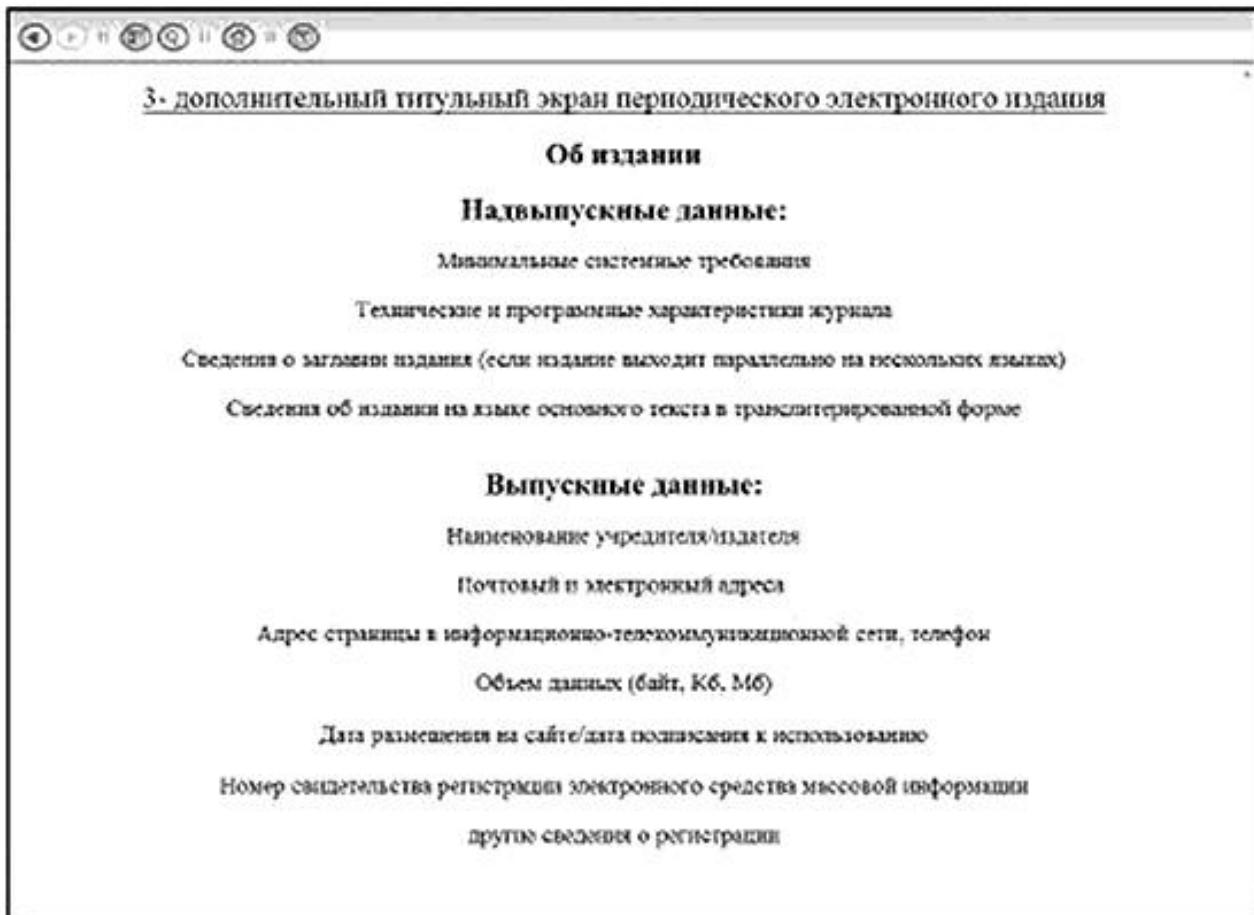 3- дополнительный титульный экран периодического электронного издания
Об издании
Надвыпускные данные:
Минимальные системные требования
Технические и программные характеристики журнала
Сведения о заглавии издания (если издание выходит параллельно на нескольких языках)
Сведения об издании на языке основного текста в транслитерированной форме
Выпускные данные:
Наименование учредителя/издателя
Почтовый и электронный адреса
Адрес страницы в информационно-телекоммуникационной сети, телефон
Объем данных (байт, Кб, Мб)
Дата размещения на сайте/дата подписания к использованию
Номер свидетельства регистрации электронного средства массовой информации
другие сведения о регистрации